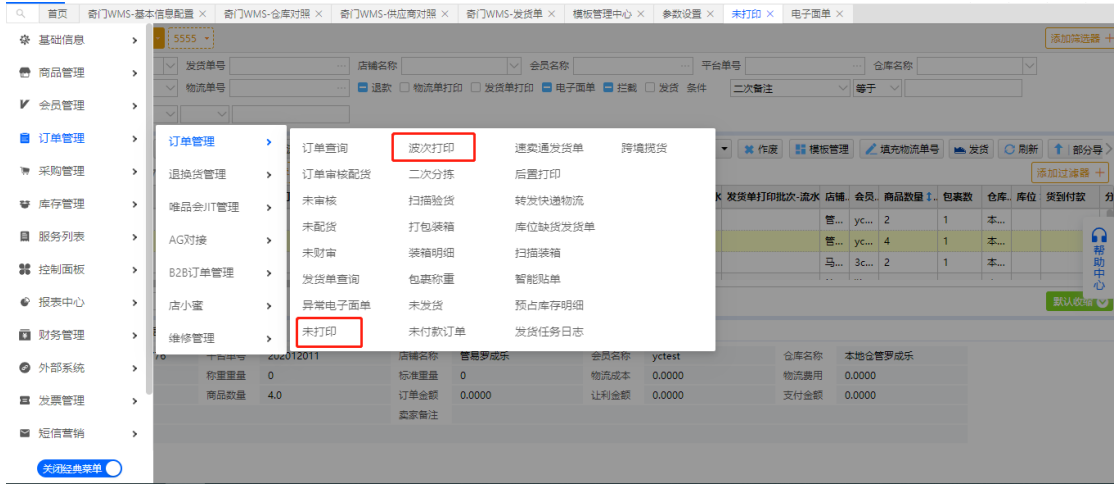 首页 × 奇门WMS-基本信息配置 × 奇门WMS-仓库对照 × 奇门WMS-供应商对照 × 奇门WMS-发货单 × 模板管理中心 × 参数设置 × 未打印 × 电子面单 ×
基础信息
商品管理
会员管理
订单管理
采购管理
库存管理
服务列表
控制面板
报表中心
财务管理
外部系统
发票管理
短信营销
关闭经典菜单
5555
添加筛选器 +
发货单号 店铺名称 会员名称 平台单号 仓库名称
物流单号 退款 物流单打印 发货单打印 电子面单 拦截 发货 条件 二次备注 等于
订单管理
退换货管理
唯品会JIT管理
AG对接
B2B订单管理
店小蜜
维修管理
订单查询 波次打印 速卖通发货单 跨境揽货
订单审核配货 二次分拣 后置打印
未审核 扫描验货 转发快递物流
未配货 打包装箱 库位缺货发货单
未财审 装箱明细 扫描装箱
发货单查询 包裹称重 智能贴单
异常电子面单 未发货 预占库存明细
未打印 未付款订单 发货任务日志
作废 模板管理 填充物流单号 发货 刷新 部分导
添加过滤器 +
发货单打印批次-流水 店铺.. 会员.. 商品数量 .. 包裹数 仓库.. 库位 货到付款 分
管... yc... 2 1 本...
管... yc... 4 1 本...
马... 3c... 2 1 本...
帮助中心
默认收缩
平台单号 202012011 店铺名称 管易罗成乐 会员名称 yctest 仓库名称 本地仓管罗成乐
称重重量 0 标准重量 0 物流成本 0.0000 物流费用 0.0000
商品数量 4.0 订单金额 0.0000 让利金额 0.0000 支付金额 0.0000
卖家备注